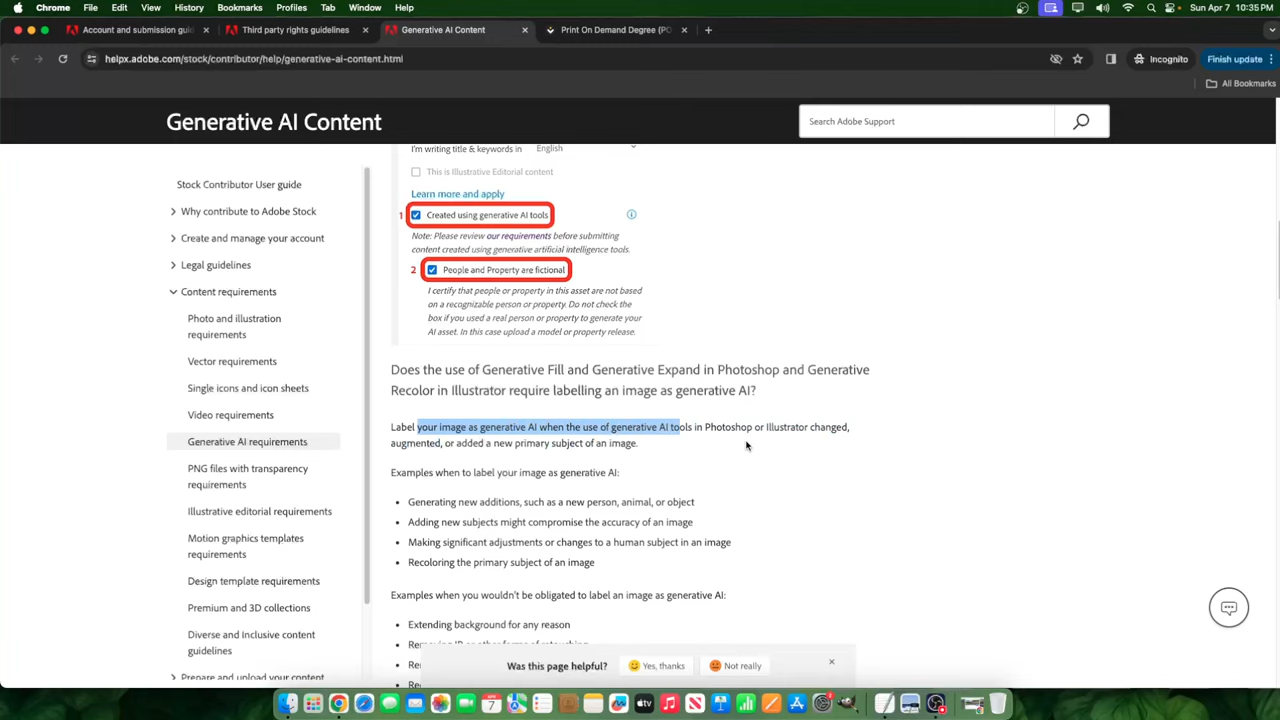 Chrome File Edit View History Bookmarks Profiles Tab Window Help Sun Apr 7 10:35 PM
Account and submission gui Third party rights guidelines Generative AI Content Print On Demand Degree (PO
helpx.adobe.com/stock/contributor/help/generative-ai-content.html Incognito Finish update
All Bookmarks
Generative AI Content
Search Adobe Support
Stock Contributor User guide
Why contribute to Adobe Stock
Create and manage your account
Legal guidelines
Content requirements
Photo and illustration
requirements
Vector requirements
Single icons and icon sheets
Video requirements
Generative AI requirements
PNG files with transparency
requirements
Illustrative editorial requirements
Motion graphics templates
requirements
Design template requirements
Premium and 3D collections
Diverse and Inclusive content
guidelines
Prepare and upload your content
I'm writing title & keywords in English
This is Illustrative Editorial content
Learn more and apply
1 Created using generative AI tools
Note: Please review our requirements before submitting
content created using generative artificial intelligence tools.
2 People and Property are fictional
I certify that people or property in this asset are not based
on a recognizable person or property. Do not check the
box if you used a real person or property to generate your
AI asset. In this case upload a model or property release.
Does the use of Generative Fill and Generative Expand in Photoshop and Generative
Recolor in Illustrator require labelling an image as generative AI?
Label your image as generative AI when the use of generative AI tools in Photoshop or Illustrator changed,
augmented, or added a new primary subject of an image.
Examples when to label your image as generative AI:
• Generating new additions, such as a new person, animal, or object
• Adding new subjects might compromise the accuracy of an image
• Making significant adjustments or changes to a human subject in an image
• Recoloring the primary subject of an image
Examples when you wouldn't be obligated to label an image as generative AI:
• Extending background for any reason
• Removing IP or other forms of retouching
• Re
• Re
Was this page helpful? Yes, thanks Not really